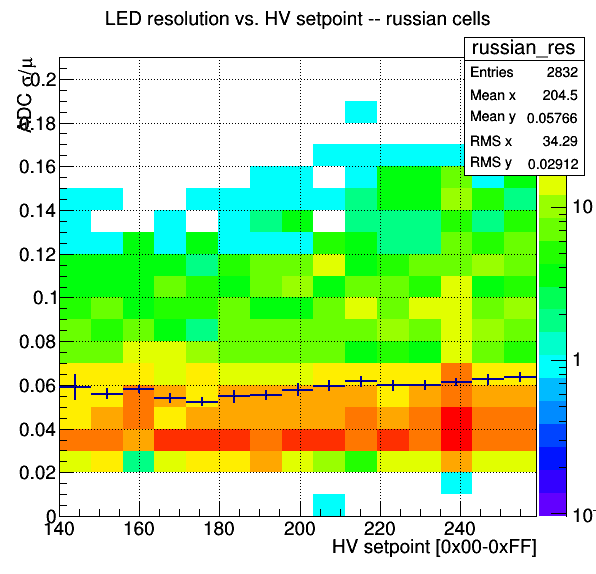 LED resolution vs. HV setpoint -- russian cells
russian_res
Entries 2832
Mean x 204.5
Mean y 0.05766
RMS x 34.29
RMS y 0.02912
ADC σ/μ
0.2
0.18
0.16
0.14
0.12
0.1
0.08
0.06
0.04
0.02
0
140 160 180 200 220 240
HV setpoint [0x00-0xFF]
10
1
10